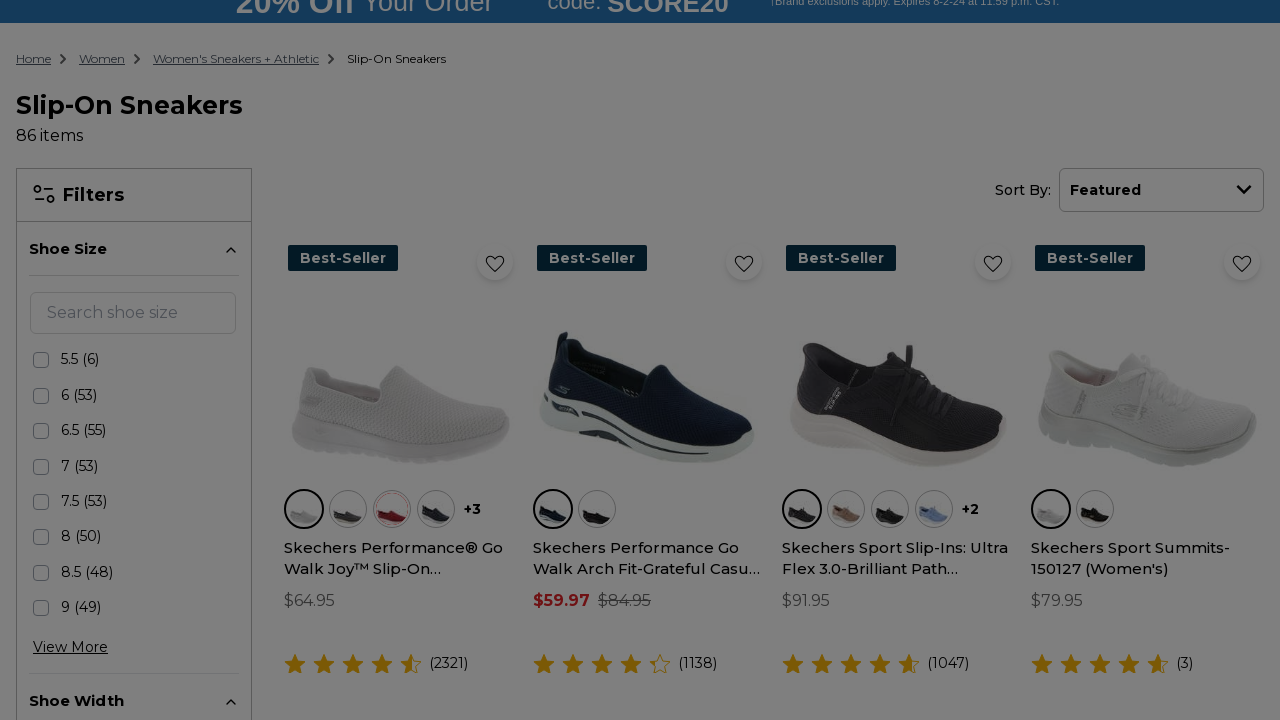 20% Off Your Order
code: SCORE20
†Brand exclusions apply. Expires 8-2-24 at 11:59 p.m. CST.
Home > Women > Women's Sneakers + Athletic > Slip-On Sneakers
Slip-On Sneakers
86 items
Filters
Sort By: Featured
Shoe Size
Search shoe size
5.5 (6)
6 (53)
6.5 (55)
7 (53)
7.5 (53)
8 (50)
8.5 (48)
9 (49)
View More
Shoe Width
Best-Seller
+3
Skechers Performance® Go
Walk Joy™ Slip-On…
$64.95
(2321)
Best-Seller
Skechers Performance Go
Walk Arch Fit-Grateful Casu…
$59.97 $84.95
(1138)
Best-Seller
+2
Skechers Sport Slip-Ins: Ultra
Flex 3.0-Brilliant Path…
$91.95
(1047)
Best-Seller
Skechers Sport Summits-
150127 (Women's)
$79.95
(3)